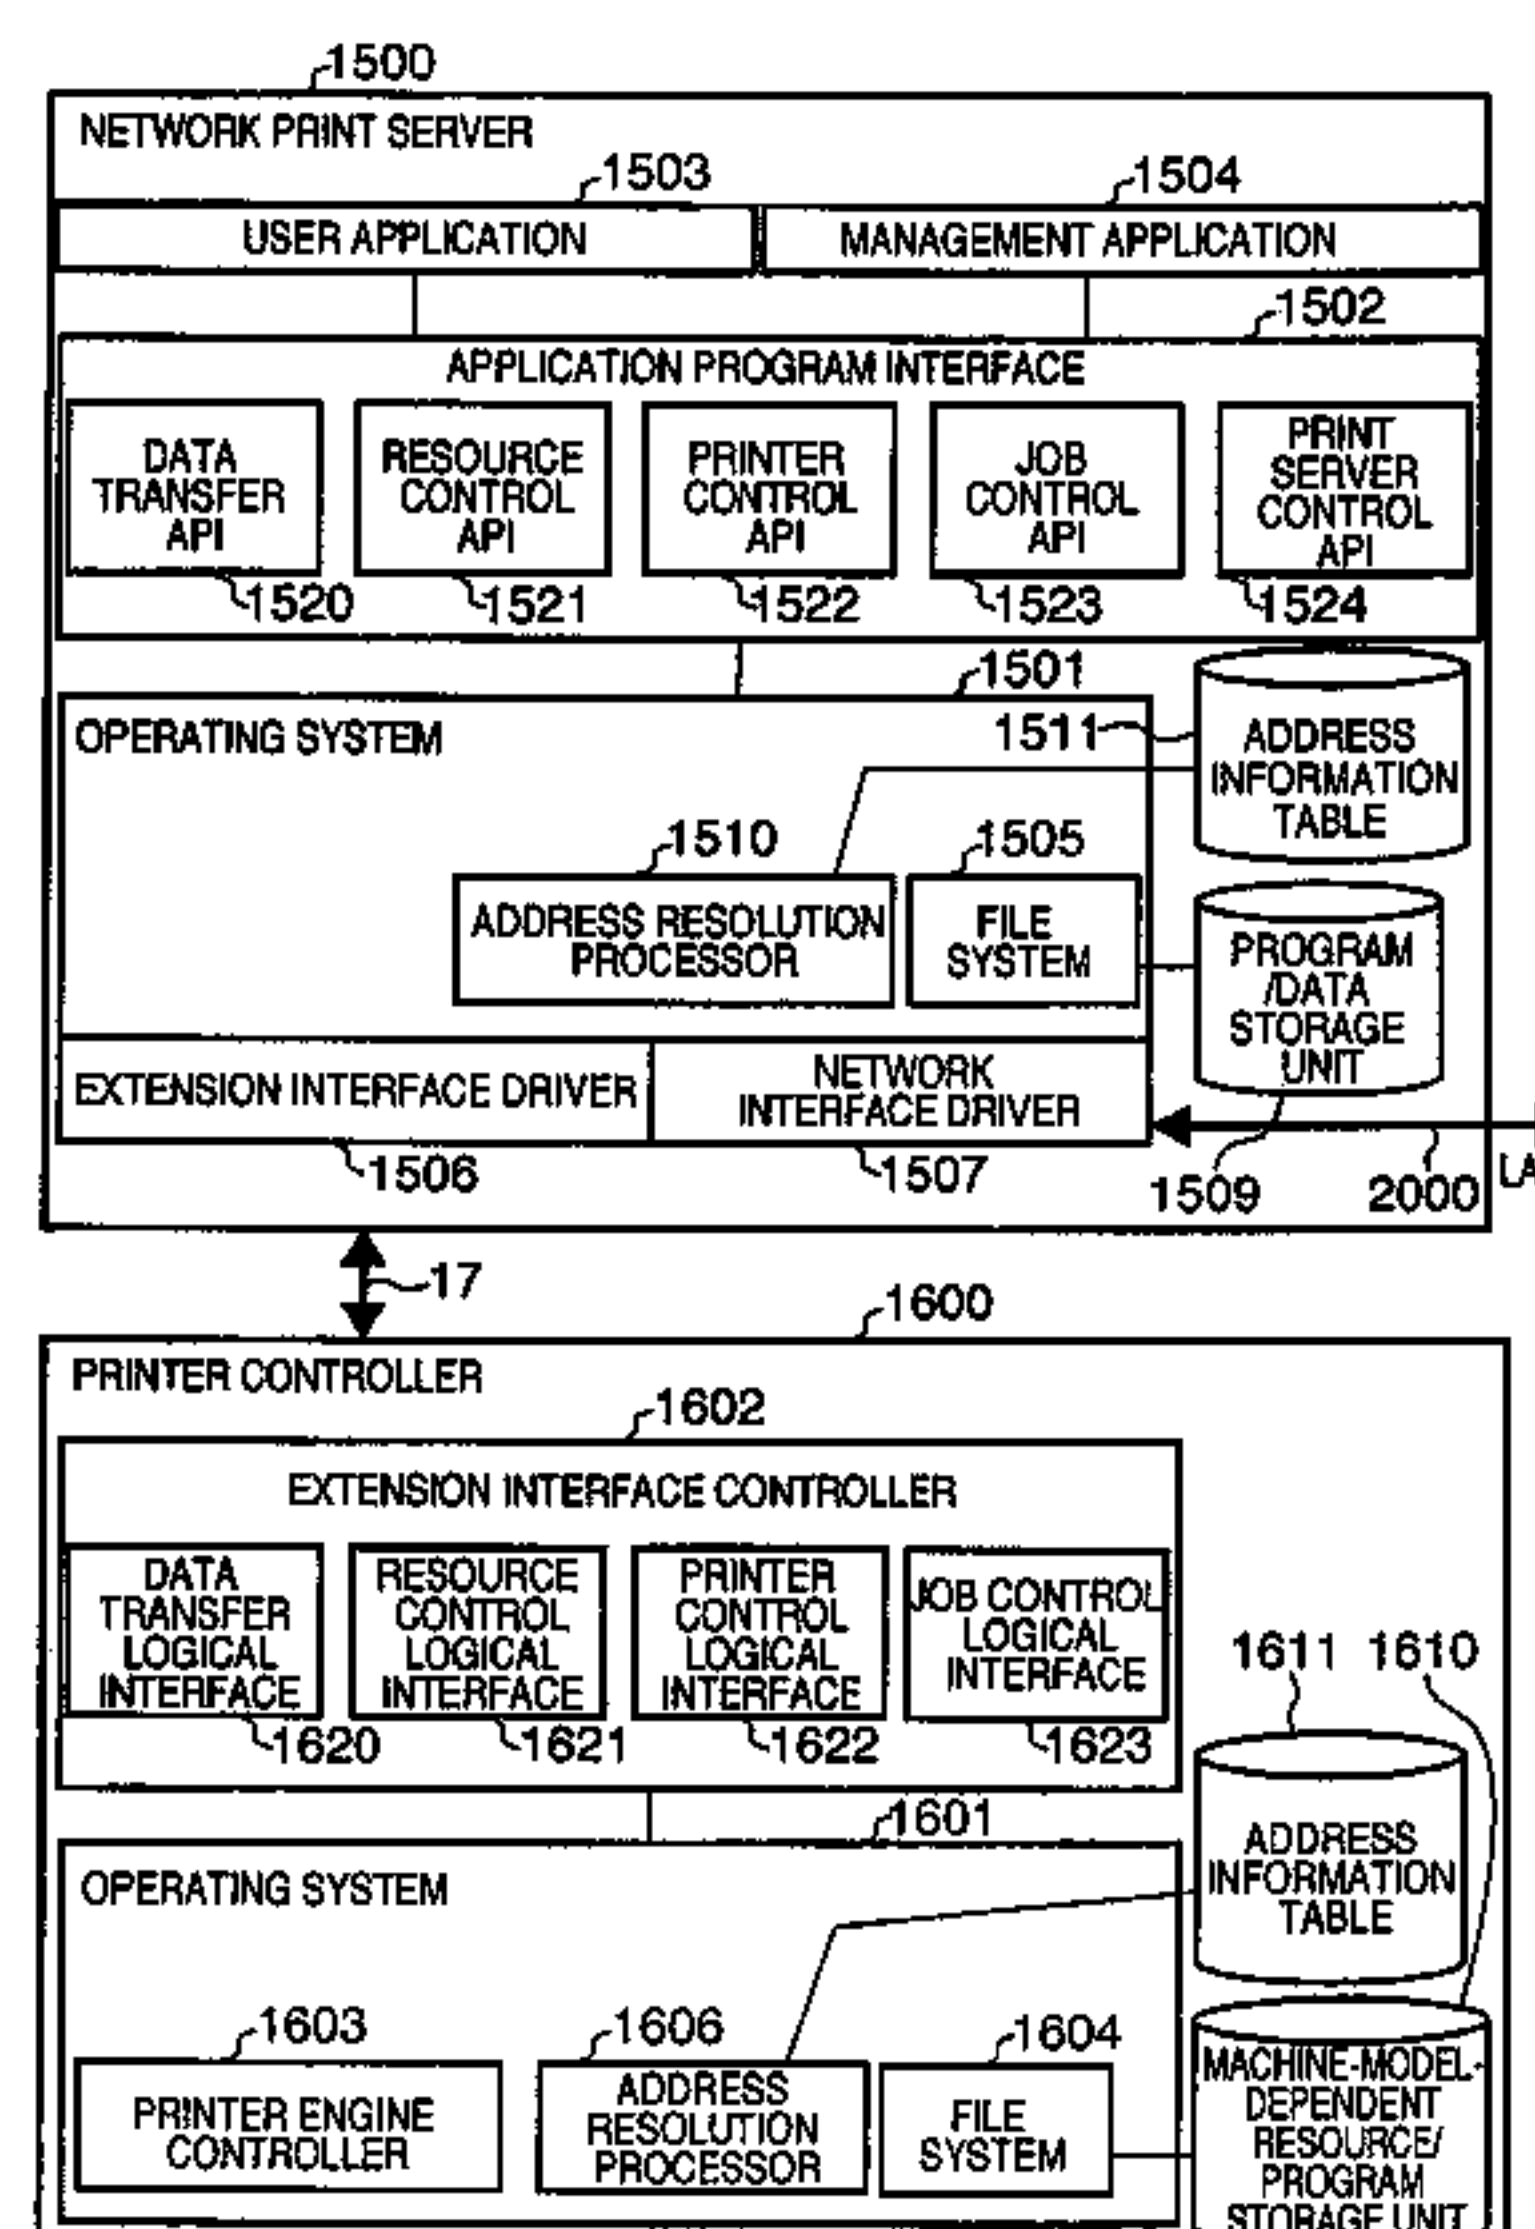 1500
NETWORK PRINT SERVER
1503
1504
USER APPLICATION
MANAGEMENT APPLICATION
1502
APPLICATION PROGRAM INTERFACE
DATA
TRANSFER
API
RESOURCE
CONTROL
API
PRINTER
CONTROL
API
JOB
CONTROL
API
PRINT
SERVER
CONTROL
API
1520
1521
1522
1523
1524
1501
OPERATING SYSTEM
1511
ADDRESS
INFORMATION
TABLE
1510
1505
ADDRESS RESOLUTION
PROCESSOR
FILE
SYSTEM
PROGRAM
/DATA
STORAGE
UNIT
EXTENSION INTERFACE DRIVER
NETWORK
INTERFACE DRIVER
1506
1507
1509
2000
LA
17
1600
PRINTER CONTROLLER
1602
EXTENSION INTERFACE CONTROLLER
DATA
TRANSFER
LOGICAL
INTERFACE
RESOURCE
CONTROL
LOGICAL
INTERFACE
PRINTER
CONTROL
LOGICAL
INTERFACE
JOB CONTROL
LOGICAL
INTERFACE
1620
1621
1622
1623
1611
1610
1601
OPERATING SYSTEM
ADDRESS
INFORMATION
TABLE
1603
1606
1604
PRINTER ENGINE
CONTROLLER
ADDRESS
RESOLUTION
PROCESSOR
FILE
SYSTEM
MACHINE-MODEL-
DEPENDENT
RESOURCE/
PROGRAM
STORAGE UNIT